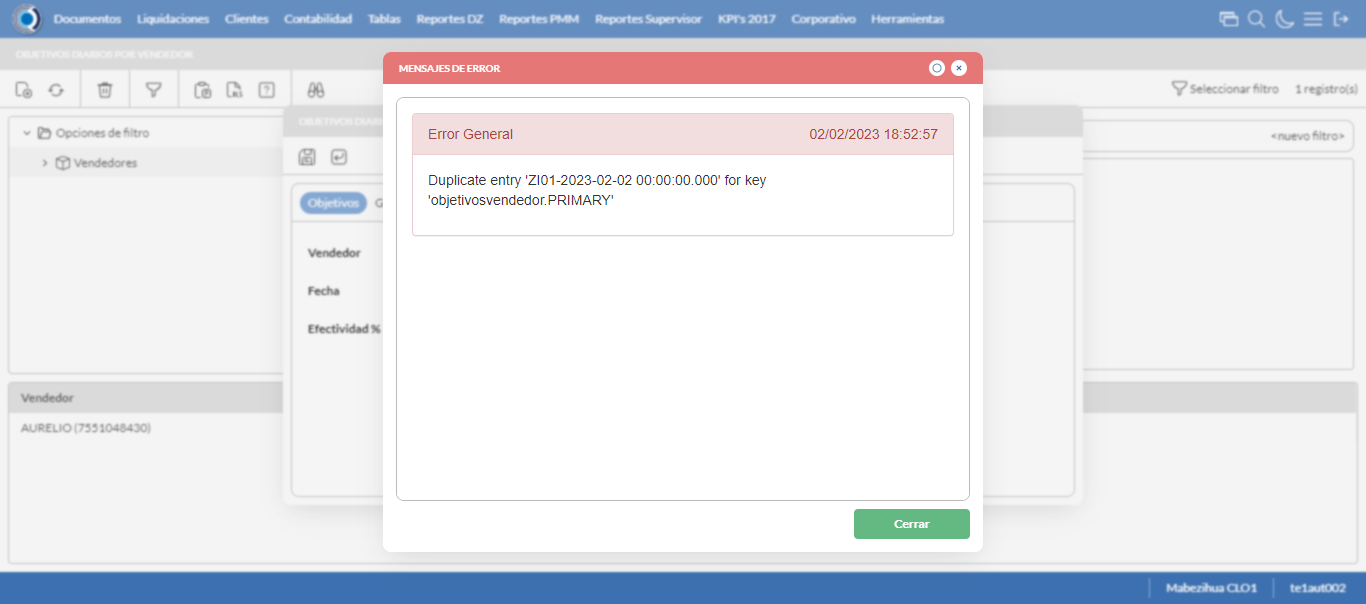 Documentos Liquidaciones Clientes Contabilidad Tablas Reportes DZ Reportes PMM Reportes Supervisor KPI's 2017 Corporativo Herramientas
OBJETIVOS DIARIOS POR VENDEDOR
MENSAJES DE ERROR
Seleccionar filtro 1 registro(s)
OBJETIVOS DIARI
Opciones de filtro
<nuevo filtro>
Error General 02/02/2023 18:52:57
Vendedores
Duplicate entry 'ZI01-2023-02-02 00:00:00.000' for key
'objetivosvendedor.PRIMARY'
Objetivos G
Vendedor
Fecha
Efectividad %
Vendedor
AURELIO (7551048430)
Cerrar
Mabezihua CLO1 te1aut002